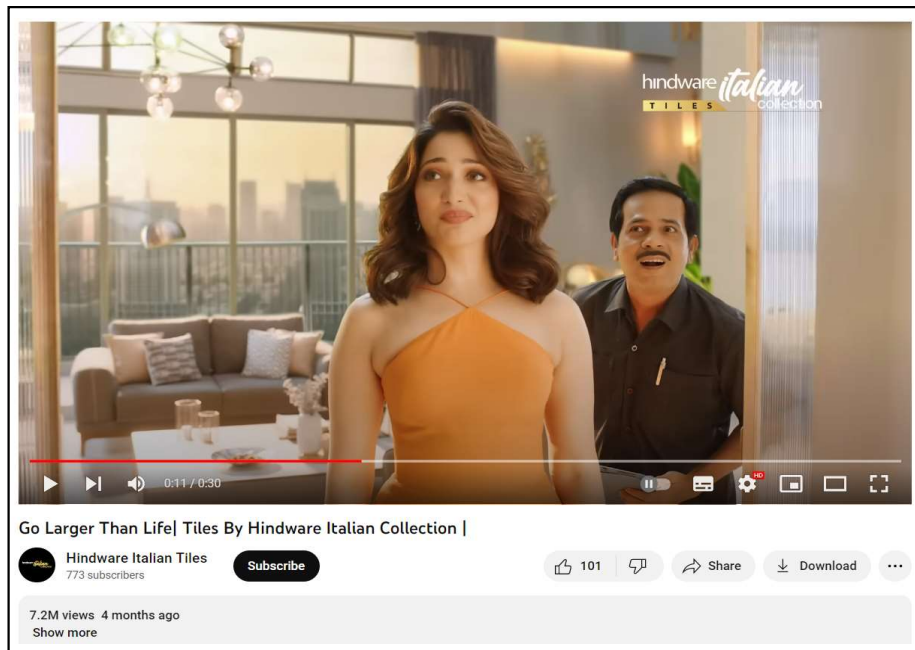 hindware italian
TILES collection
0:11 / 0:30
HD
Go Larger Than Life| Tiles By Hindware Italian Collection |
Hindware Italian Tiles
773 subscribers
Subscribe
101
Share
Download
7.2M views 4 months ago
Show more